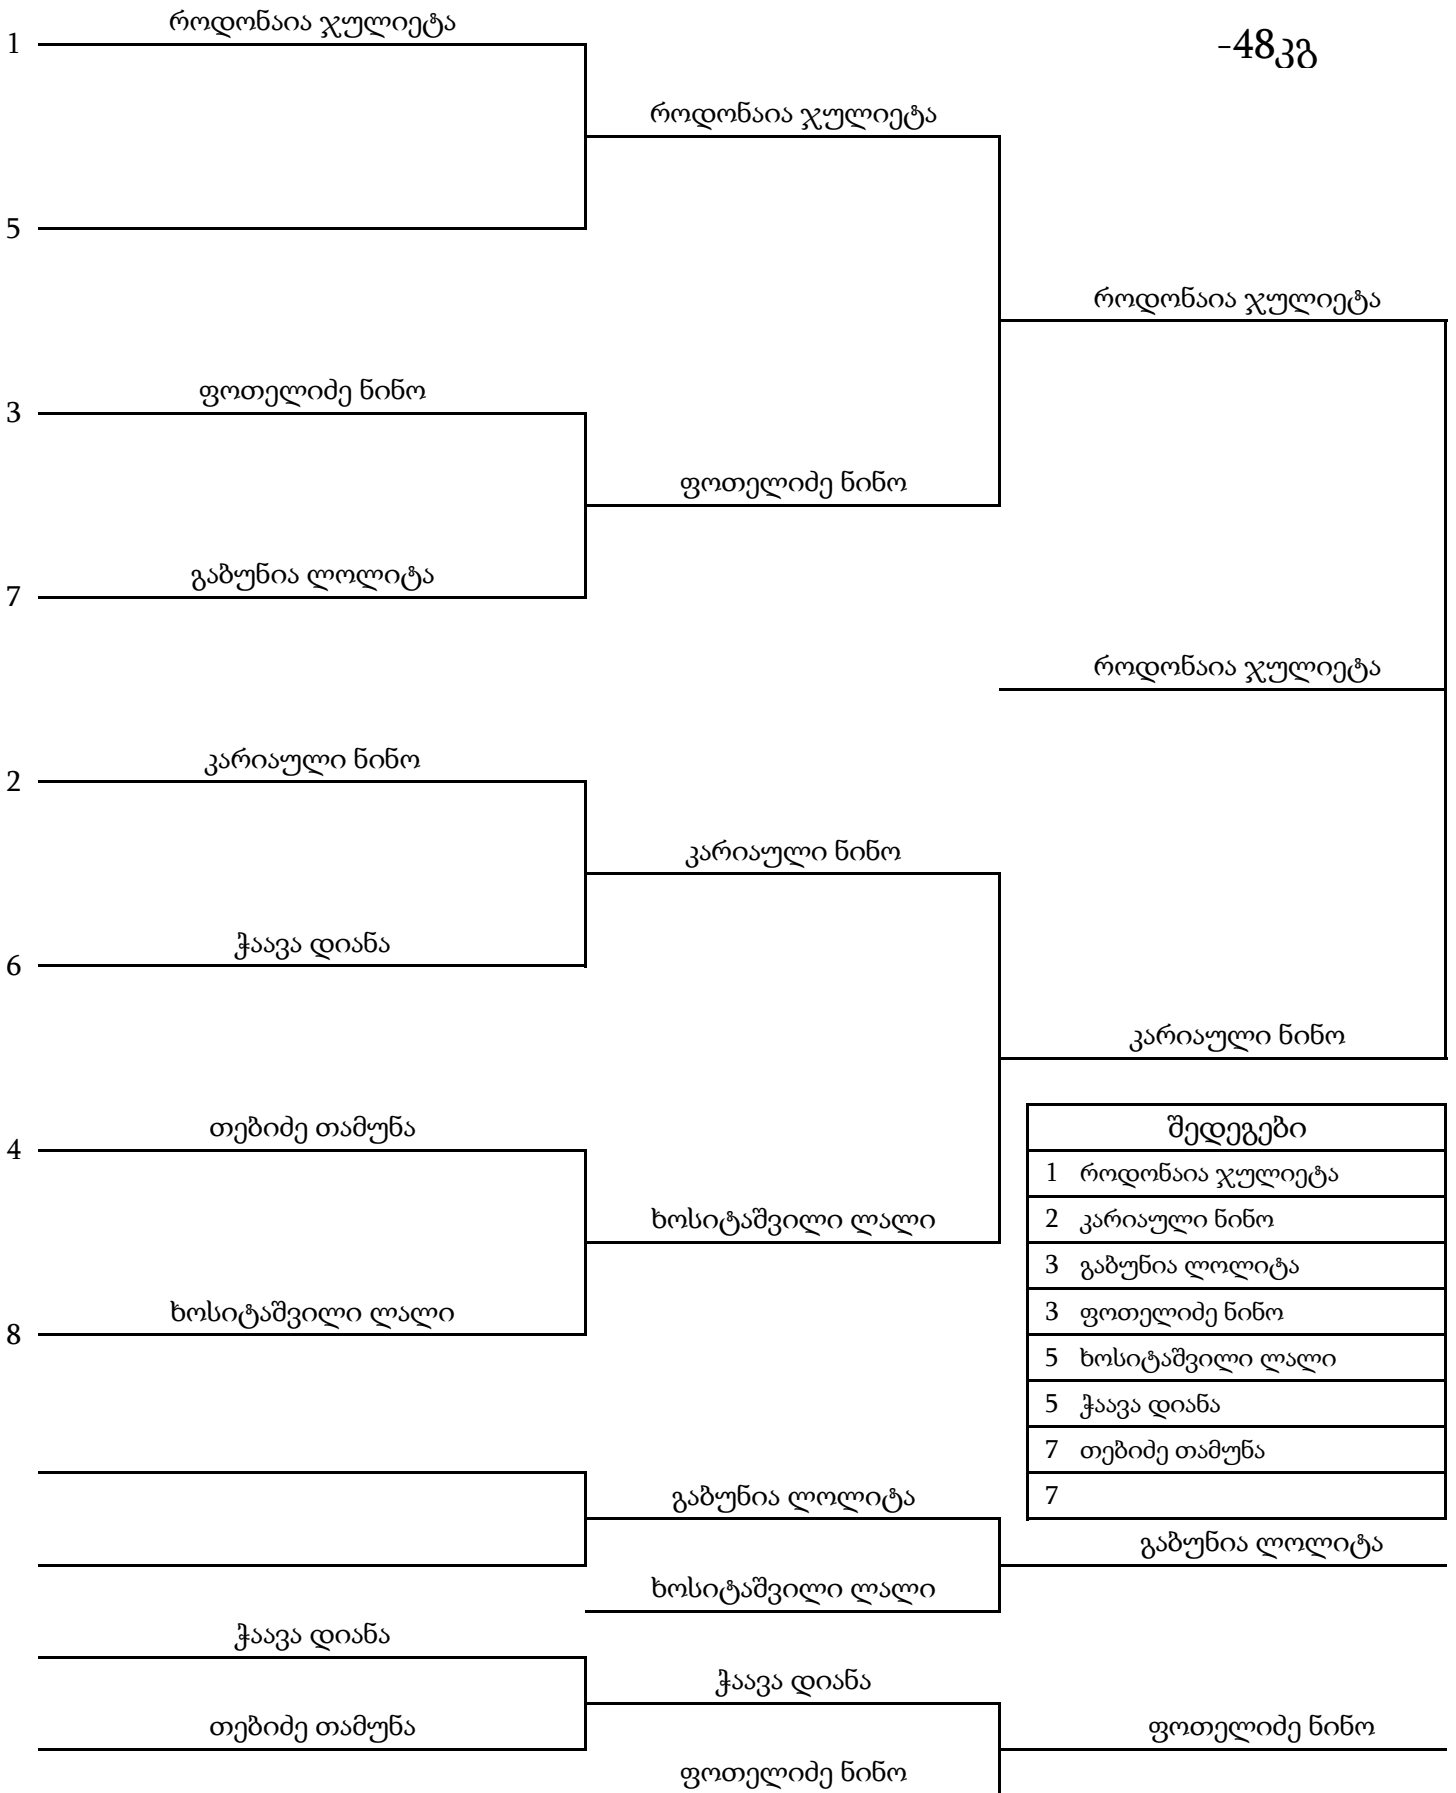 როდონაია ჯულიეტა
1
-48კგ
როდონაია ჯულიეტა
5
როდონაია ჯულიეტა
ფოთელიძე ნინო
3
ფოთელიძე ნინო
გაბუნია ლოლიტა
7
როდონაია ჯულიეტა
კარიაული ნინო
2
კარიაული ნინო
ჭაავა დიანა
6
კარიაული ნინო
თებიძე თამუნა
4
ხოსიტაშვილი ლალი
ხოსიტაშვილი ლალი
8
შედეგები
1 როდონაია ჯულიეტა
2 კარიაული ნინო
3 გაბუნია ლოლიტა
3 ფოთელიძე ნინო
5 ხოსიტაშვილი ლალი
5 ჭაავა დიანა
7 თებიძე თამუნა
7
გაბუნია ლოლიტა
გაბუნია ლოლიტა
ხოსიტაშვილი ლალი
ჭაავა დიანა
ჭაავა დიანა
თებიძე თამუნა
ფოთელიძე ნინო
ფოთელიძე ნინო